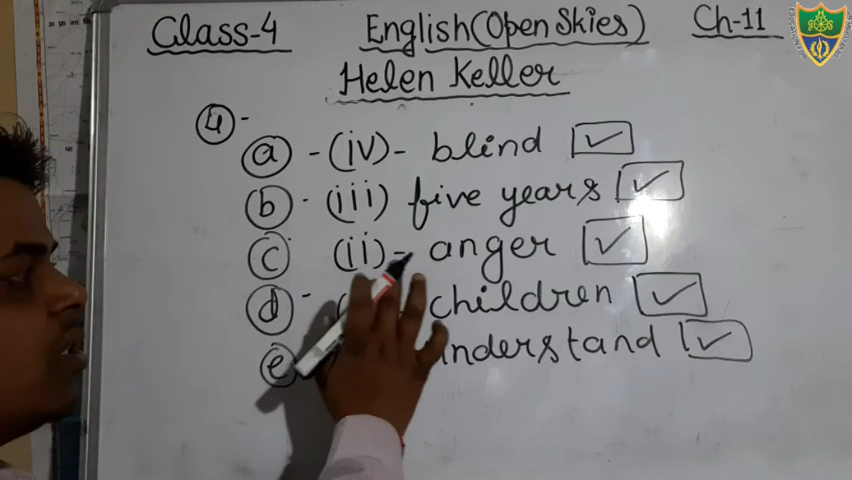 Class-4 English(Open Skies) Ch-11
Helen Keller
4-
a - (iv)- blind ✓
b - (iii) five years ✓
c (ii)- anger ✓
d - children ✓
e understand ✓